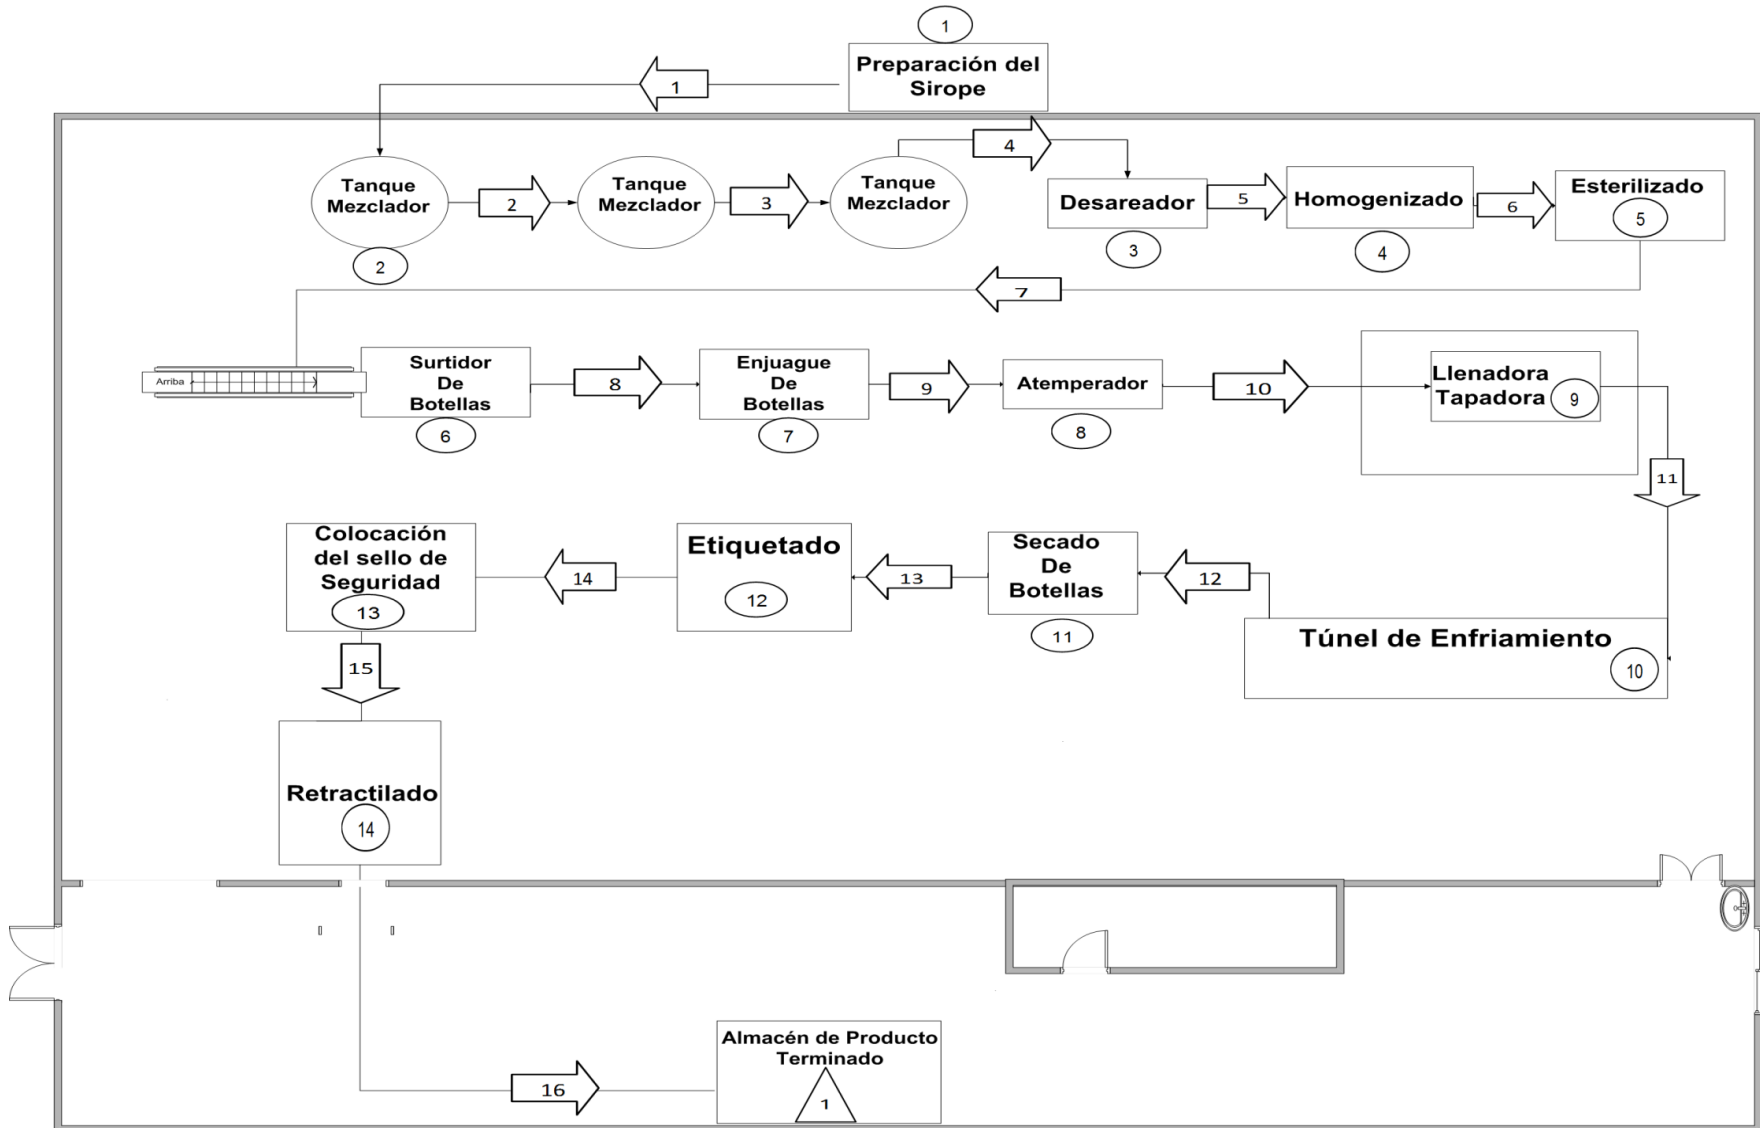 1
Preparación del
Sirope
1
Tanque
Mezclador
2
2
Tanque
Mezclador
3
Tanque
Mezclador
4
Desareador
3
5
Homogenizado
4
6
Esterilizado
5
7
Arriba
Surtidor
De
Botellas
6
8
Enjuague
De
Botellas
7
9
Atemperador
8
10
Llenadora
Tapadora
9
11
Túnel de Enfriamiento
10
12
Secado
De
Botellas
11
13
Etiquetado
12
14
Colocación
del sello de
Seguridad
13
15
Retractilado
14
16
Almacén de Producto
Terminado
1